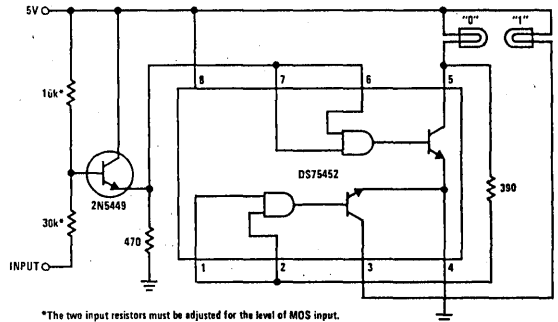 5V
"0" "1"
10k*
8 7 6 5
DS75452
2N5449
390
30k*
470
INPUT
1 2 3 4
*The two input resistors must be adjusted for the level of MOS input.